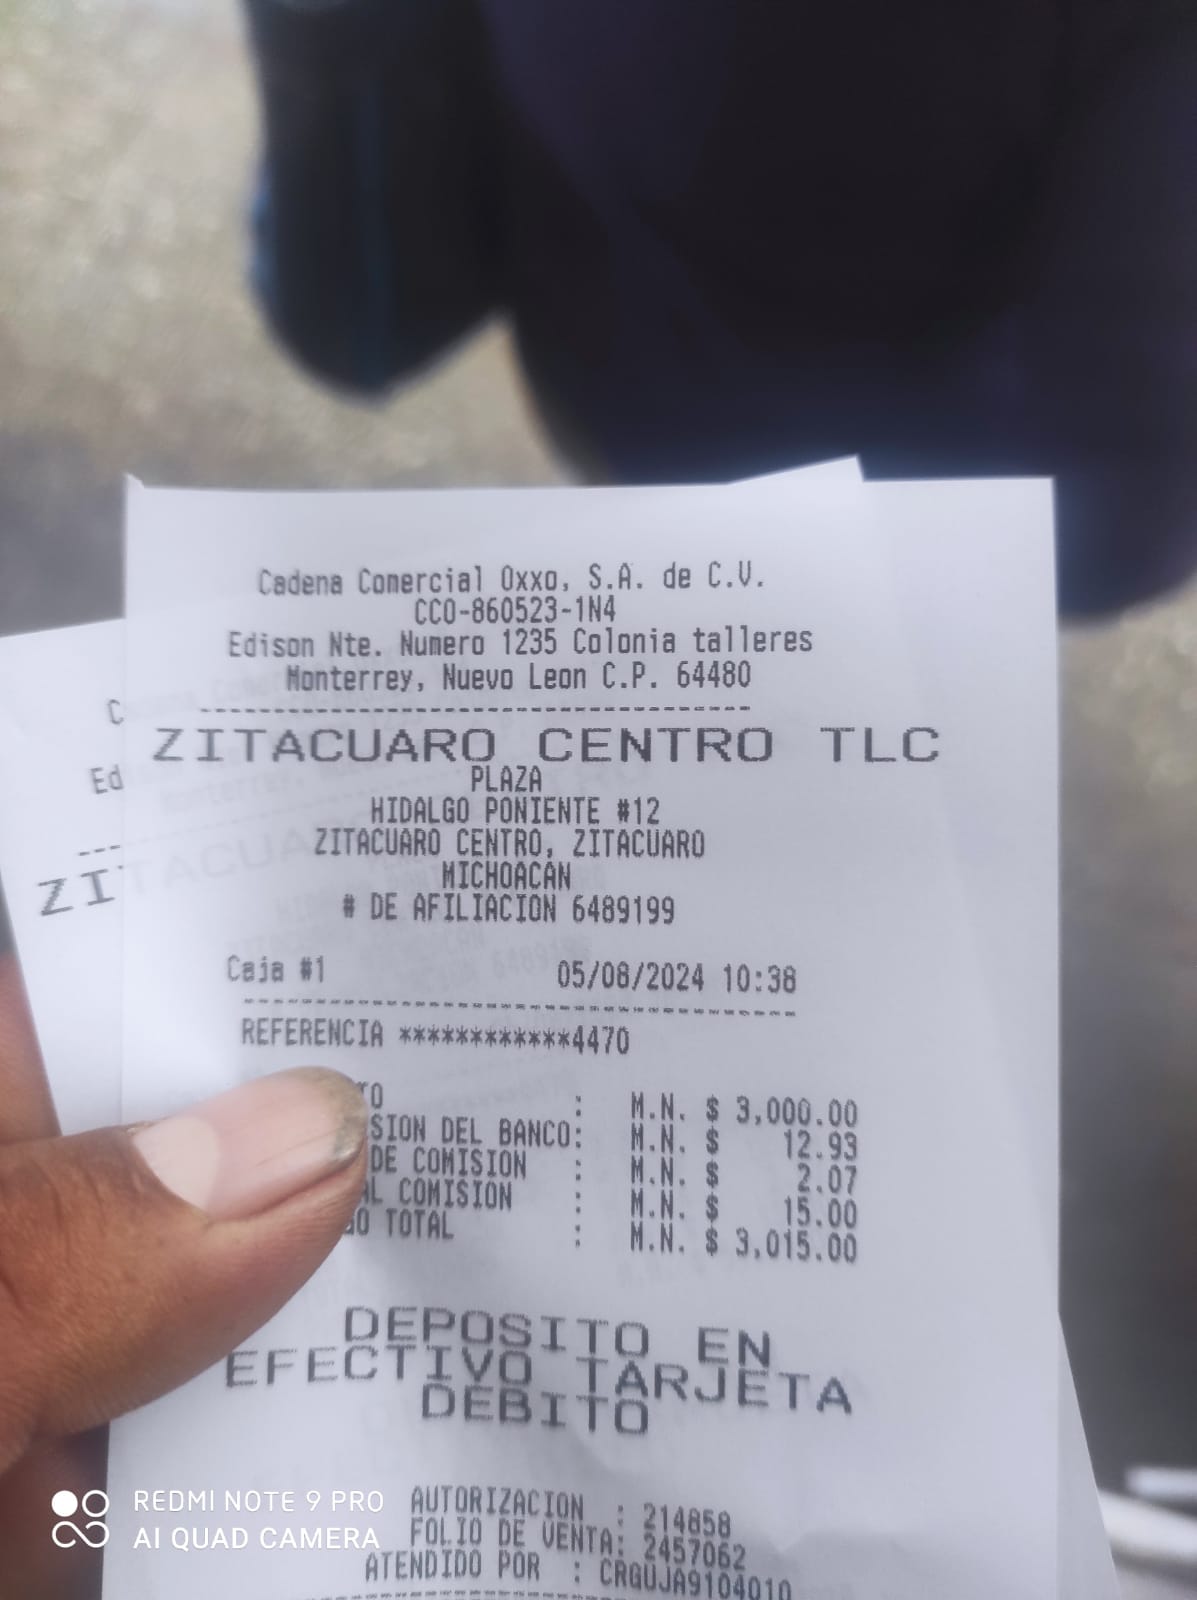 Cadena Comercial Oxxo, S.A. de C.V.
CCO-860523-1N4
Edison Nte. Numero 1235 Colonia talleres
Monterrey, Nuevo Leon C.P. 64480
ZITACUARO CENTRO TLC
PLAZA
HIDALGO PONIENTE #12
ZITACUARO CENTRO, ZITACUARO
MICHOACAN
# DE AFILIACION 6489199
Caja #1 05/08/2024 10:38
REFERENCIA ************4470
: M.N. $ 3,000.00
SION DEL BANCO: M.N. $ 12.93
DE COMISION : M.N. $ 2.07
AL COMISION : M.N. $ 15.00
GO TOTAL : M.N. $ 3,015.00
DEPOSITO EN
EFECTIVO TARJETA
DEBITO
AUTORIZACION : 214858
FOLIO DE VENTA: 2457062
ATENDIDO POR : CRGUJA9104010
REDMI NOTE 9 PRO
AI QUAD CAMERA